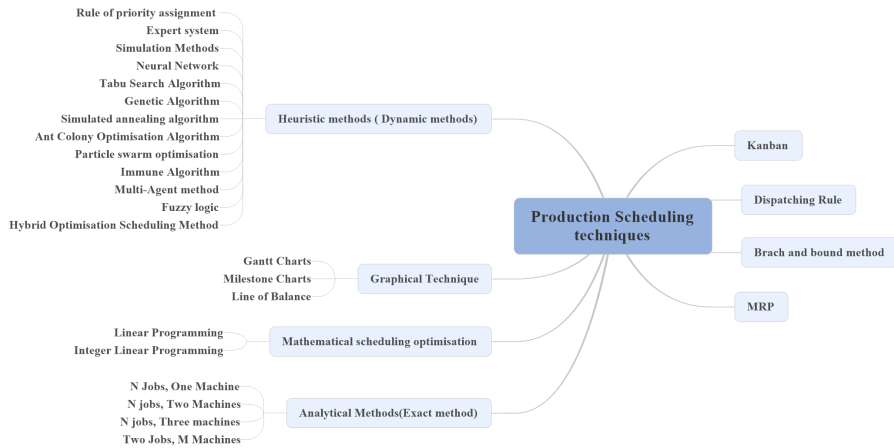 Rule of priority assignment
Expert system
Simulation Methods
Neural Network
Tabu Search Algorithm
Genetic Algorithm
Simulated annealing algorithm
Ant Colony Optimisation Algorithm
Particle swarm optimisation
Immune Algorithm
Multi-Agent method
Fuzzy logic
Hybrid Optimisation Scheduling Method
Heuristic methods ( Dynamic methods)
Gantt Charts
Milestone Charts
Line of Balance
Graphical Technique
Linear Programming
Integer Linear Programming
Mathematical scheduling optimisation
N Jobs, One Machine
N jobs, Two Machines
N jobs, Three machines
Two Jobs, M Machines
Analytical Methods(Exact method)
Production Scheduling
techniques
Kanban
Dispatching Rule
Brach and bound method
MRP